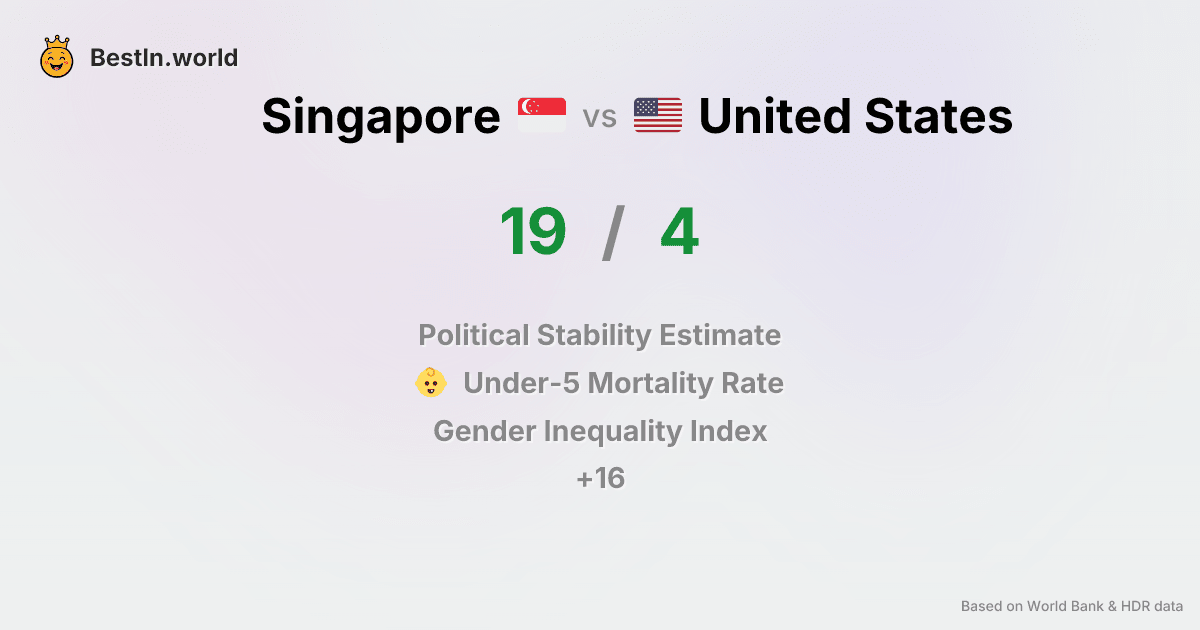 BestIn.world
Singapore vs United States
19 / 4
Political Stability Estimate
Under-5 Mortality Rate
Gender Inequality Index
+16
Based on World Bank & HDR data